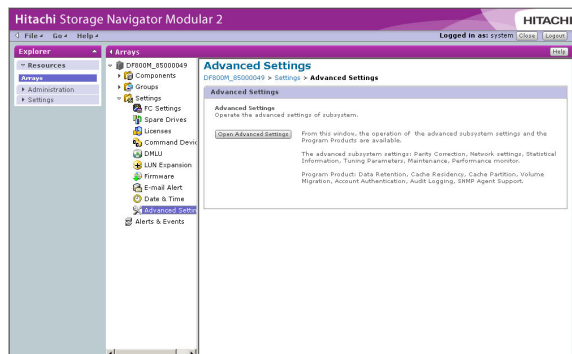 Hitachi Storage Navigator Modular 2
HITACHI
File Go Help
Logged in as: system Close Logout
Explorer
Arrays
Help
Resources
Arrays
Administration
Settings
DF800M_85000049
Components
Groups
Settings
FC Settings
Spare Drives
Licenses
Command Devic
DMLU
LUN Expansion
Firmware
E-mail Alert
Date & Time
Advanced Settin
Alerts & Events
Advanced Settings
DF800M_85000049 > Settings > Advanced Settings
Advanced Settings
Advanced Settings
Operate the advanced settings of subsystem.
Open Advanced Settings
From this window, the operation of the advanced subsystem settings and the
Program Products are available.
The advanced subsystem settings: Parity Correction, Network settings, Statistical
Information, Tuning Parameters, Maintenance, Performance monitor.
Program Product: Data Retention, Cache Residency, Cache Partition, Volume
Migration, Account Authentication, Audit Logging, SNMP Agent Support.